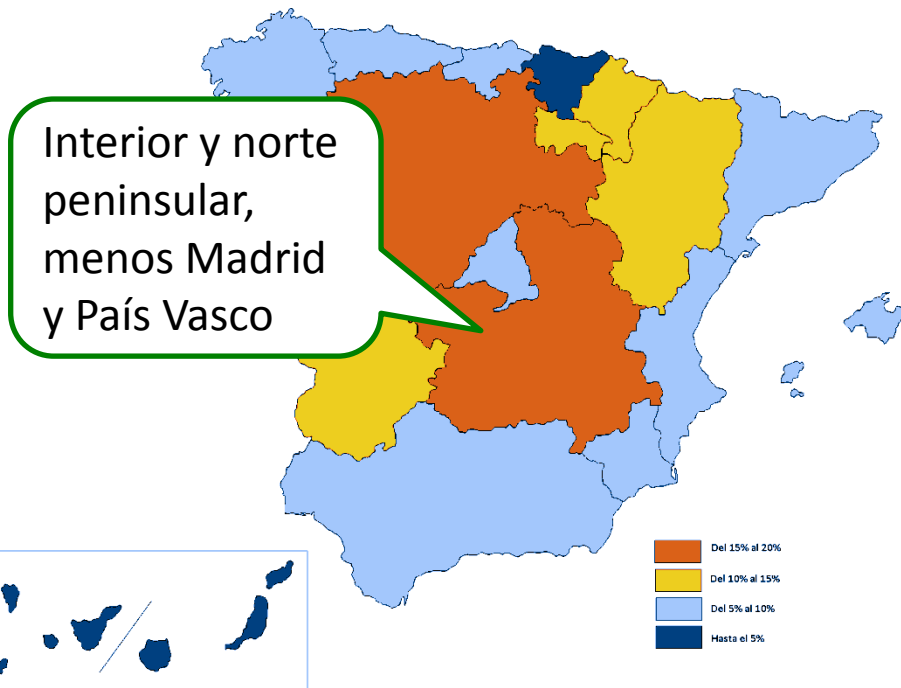 Interior y norte
peninsular,
menos Madrid
y País Vasco
Del 15% al 20%
Del 10% al 15%
Del 5% al 10%
Hasta el 5%